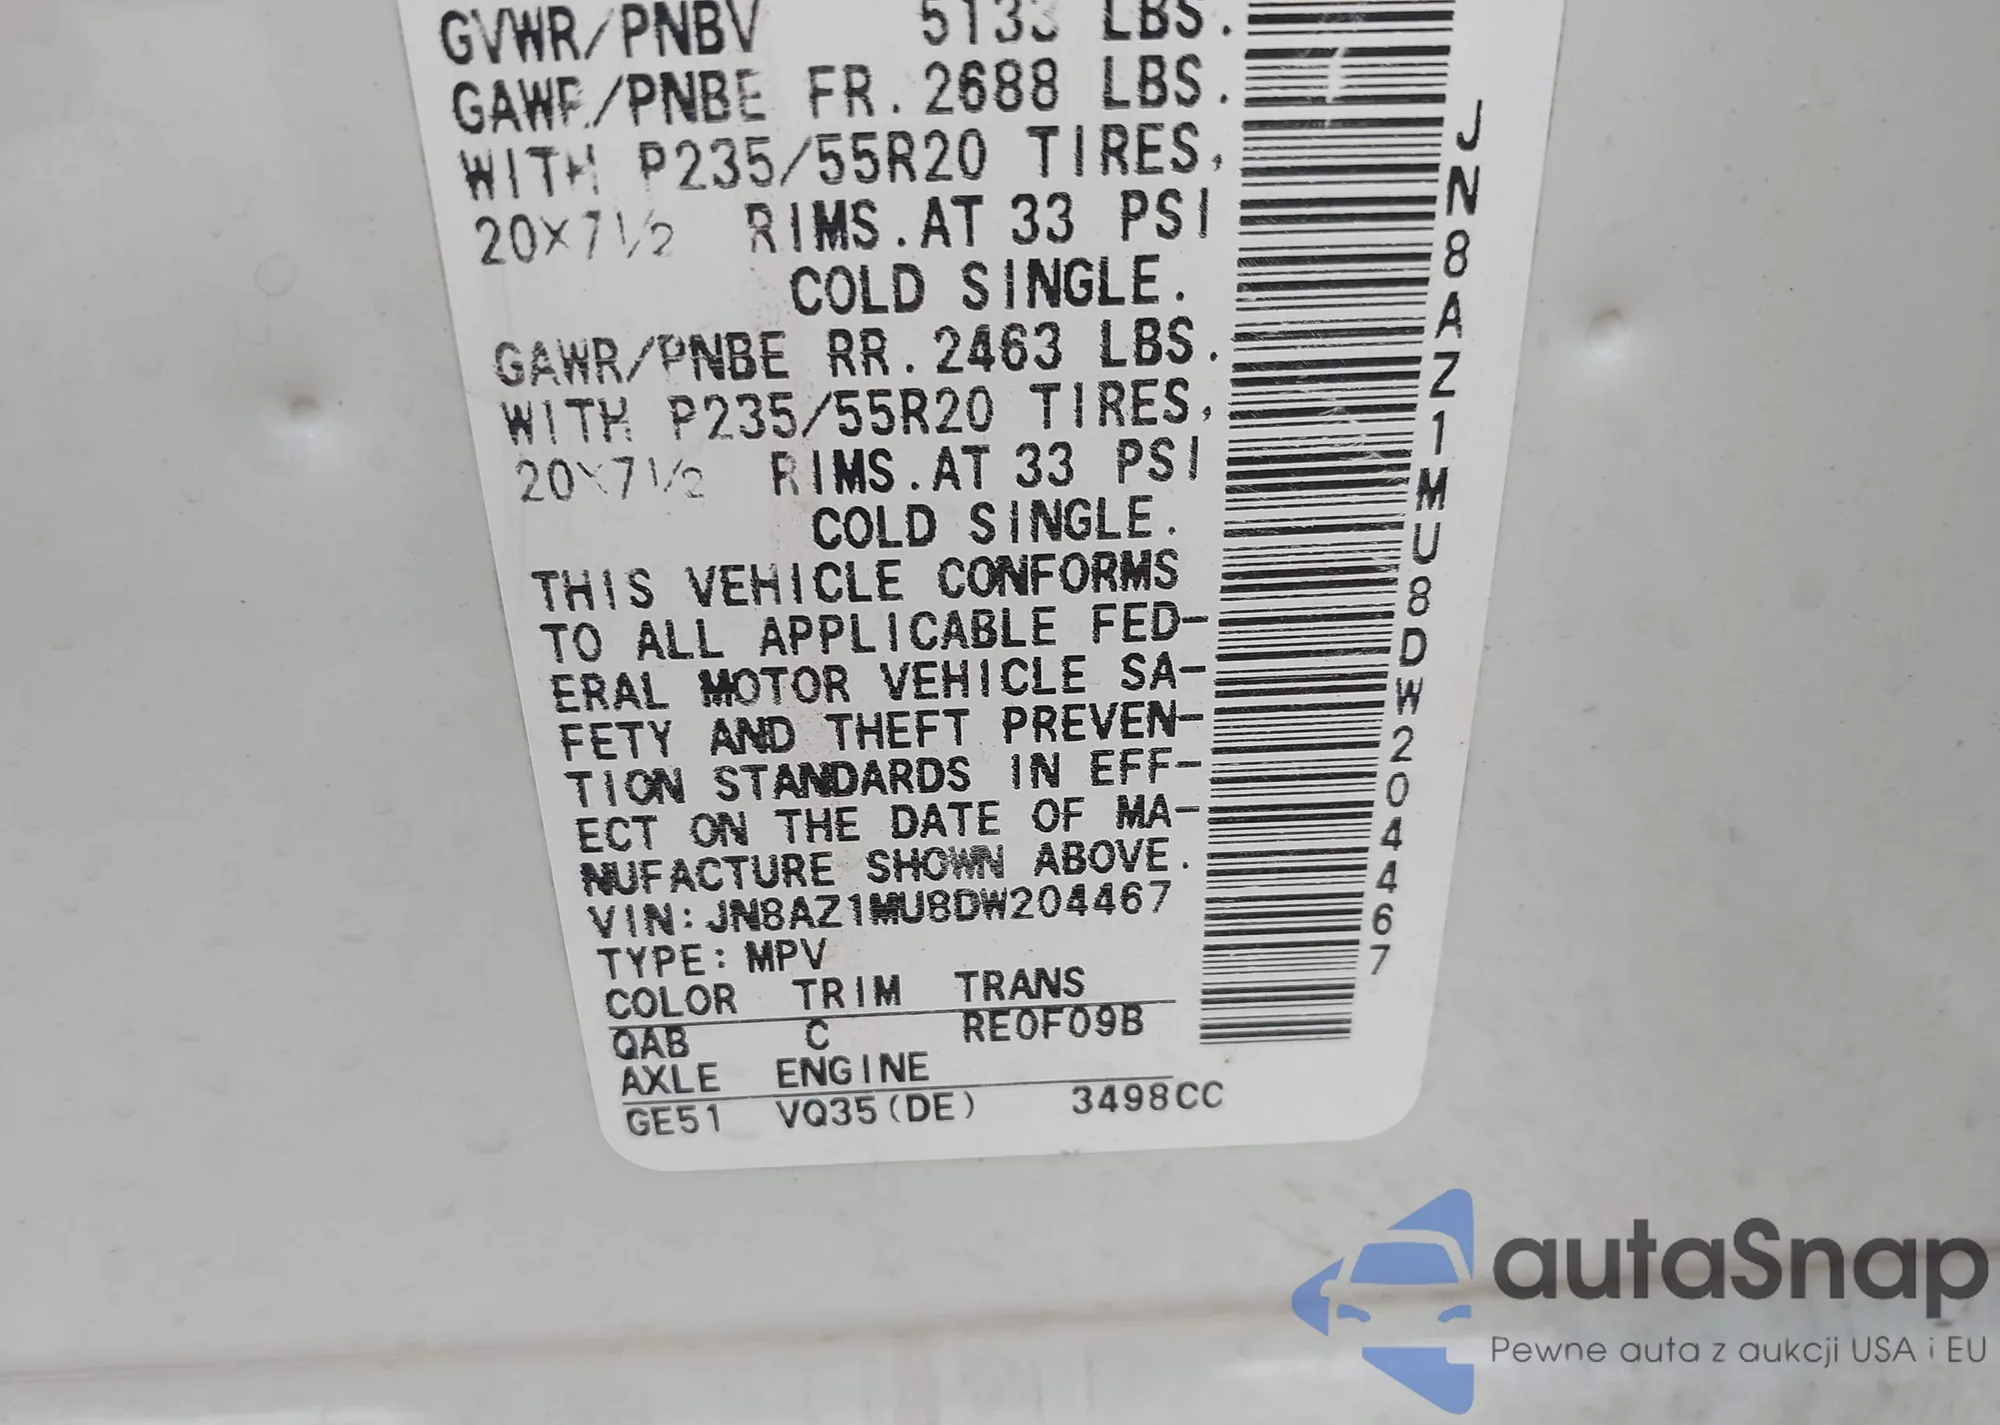 GVWR/PNBV 5133 LBS.
GAWR/PNBE FR. 2688 LBS.
WITH P235/55R20 TIRES,
20X7 1/2 RIMS. AT 33 PSI
COLD SINGLE.
GAWR/PNBE RR. 2463 LBS.
WITH P235/55R20 TIRES,
20X7 1/2 RIMS. AT 33 PSI
COLD SINGLE.
THIS VEHICLE CONFORMS
TO ALL APPLICABLE FED-
ERAL MOTOR VEHICLE SA-
FETY AND THEFT PREVEN-
TION STANDARDS IN EFF-
ECT ON THE DATE OF MA-
NUFACTURE SHOWN ABOVE.
VIN: JN8AZ1MU8DW204467
TYPE: MPV
COLOR TRIM TRANS
QAB C RE0F09B
AXLE ENGINE
GE51 VQ35(DE) 3498CC
JN8AZ1MU8DW204467
autaSnap
Pewne auta z aukcji USA i EU